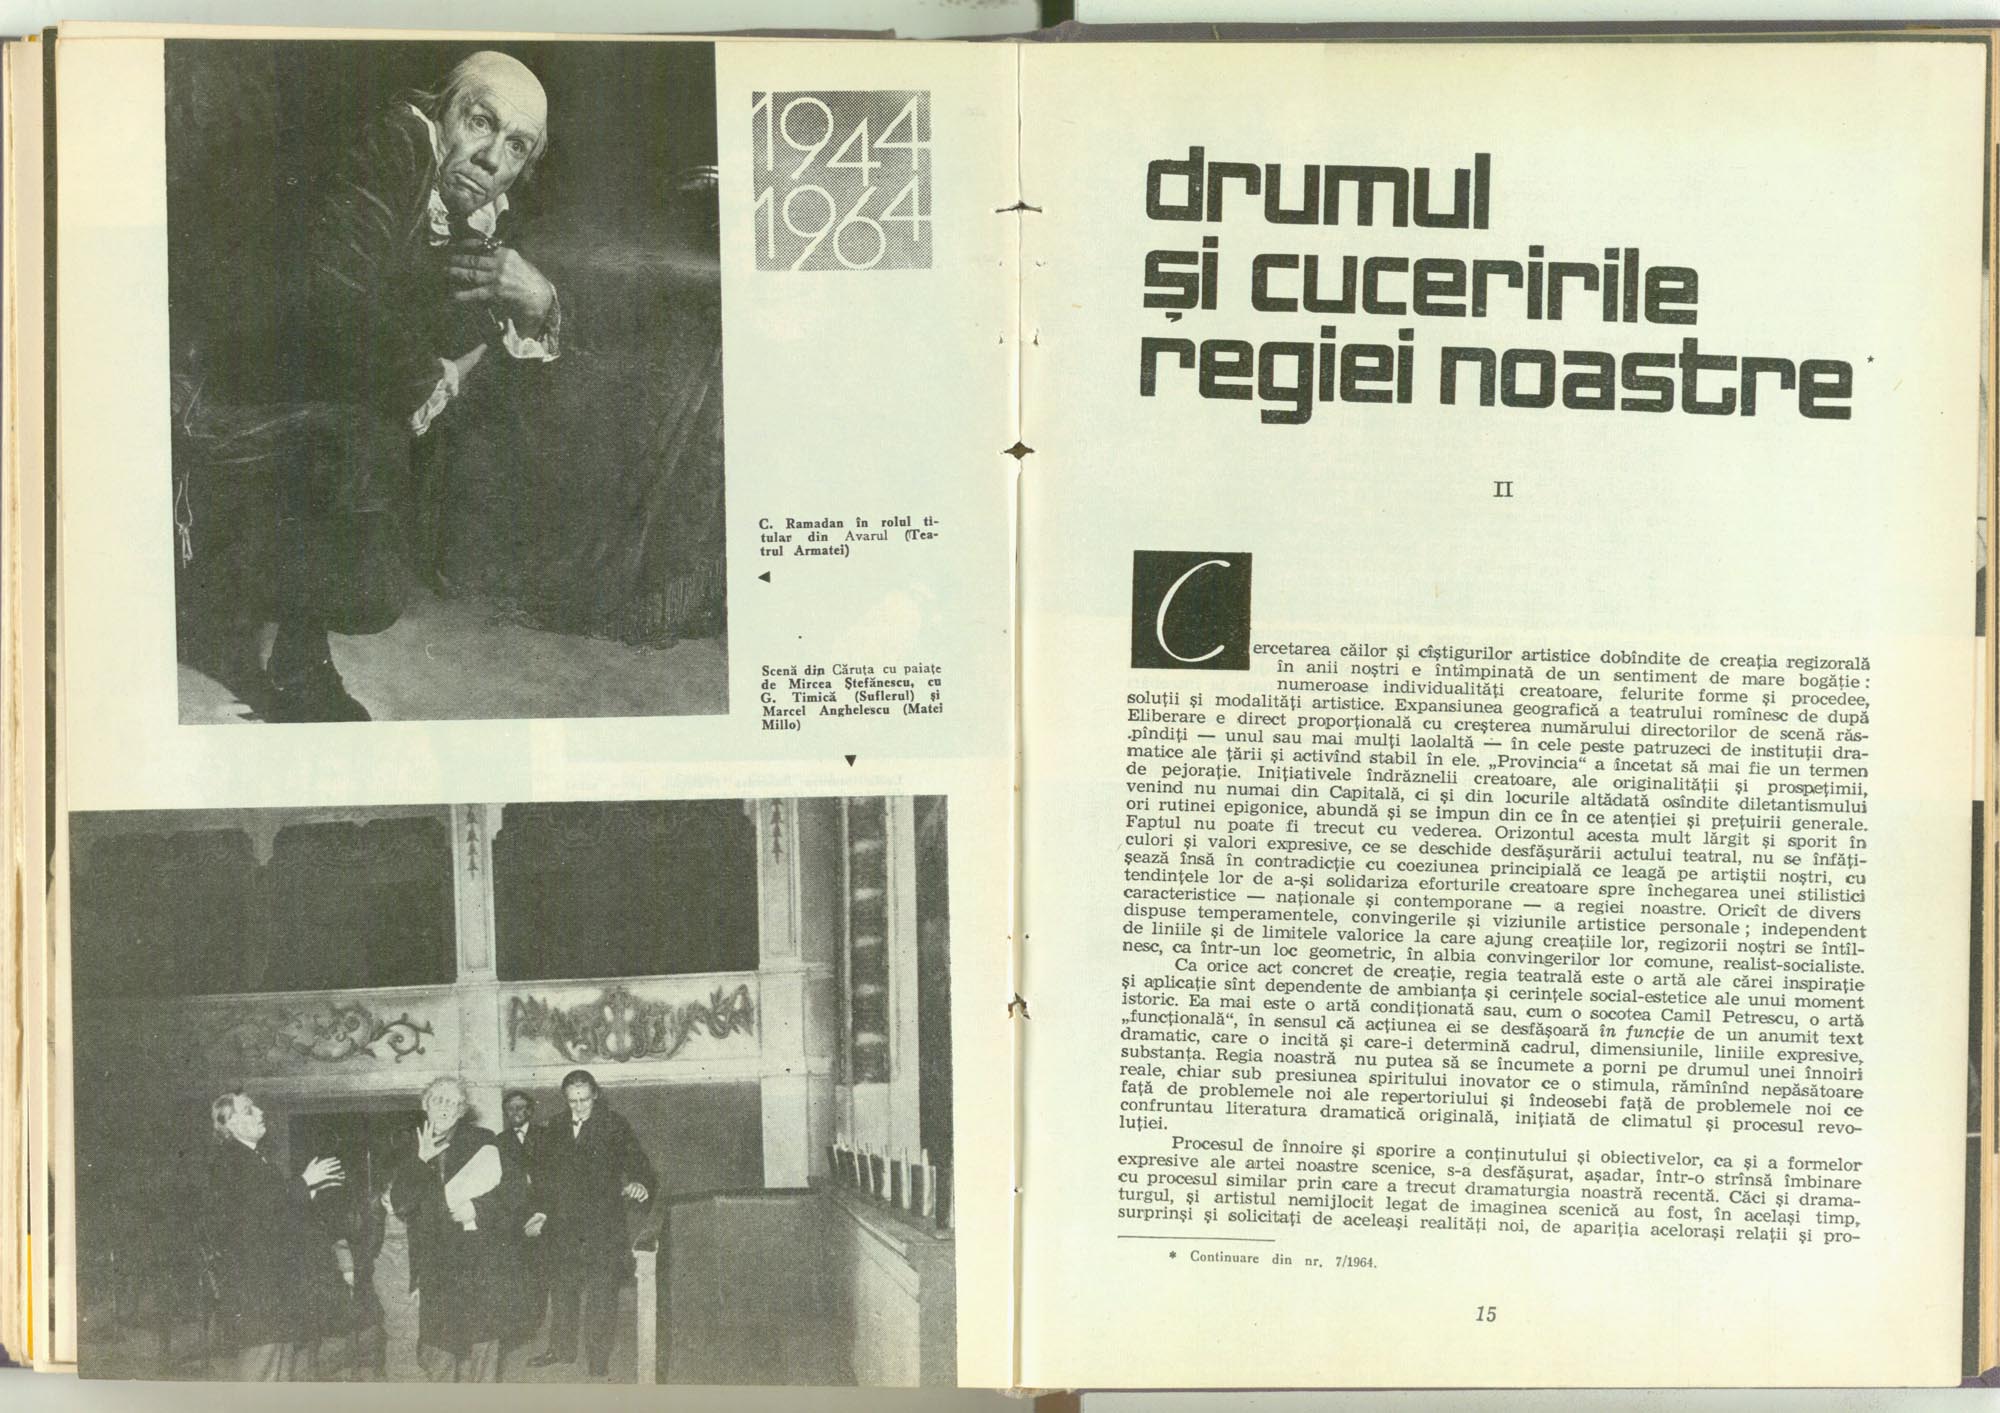 1944
1964
C. Ramadan în rolul ti-
tular din Avarul (Tea-
trul Armatei)
Scenă din Căruța cu paiațe
de Mircea Ștefănescu, cu
G. Timică (Suflerul) și
Marcel Anghelescu (Matei
Millo)
drumul
și cuceririle
regiei noastre*
II
Cercetarea căilor și cîștigurilor artistice dobîndite de creația regizorală
în anii noștri e întîmpinată de un sentiment de mare bogăție :
numeroase individualități creatoare, felurite forme și procedee,
soluții și modalități artistice. Expansiunea geografică a teatrului romînesc de după
Eliberare e direct proporțională cu creșterea numărului directorilor de scenă răs-
pîndiți — unul sau mai mulți laolaltă — în cele peste patruzeci de instituții dra-
matice ale țării și activînd stabil în ele. „Provincia“ a încetat să mai fie un termen
de pejorație. Inițiativele îndrăznelii creatoare, ale originalității și prospețimii,
venind nu numai din Capitală, ci și din locurile altădată osîndite diletantismului
ori rutinei epigonice, abundă și se impun din ce în ce atenției și prețuirii generale.
Faptul nu poate fi trecut cu vederea. Orizontul acesta mult lărgit și sporit în
culori și valori expresive, ce se deschide desfășurării actului teatral, nu se înfăți-
șează însă în contradicție cu coeziunea principială ce leagă pe artiștii noștri, cu
tendințele lor de a-și solidariza eforturile creatoare spre închegarea unei stilistici
caracteristice — naționale și contemporane — a regiei noastre. Oricît de divers
dispuse temperamentele, convingerile și viziunile artistice personale ; independent
de liniile și de limitele valorice la care ajung creațiile lor, regizorii noștri se întîl-
nesc, ca într-un loc geometric, în albia convingerilor lor comune, realist-socialiste.
Ca orice act concret de creație, regia teatrală este o artă ale cărei inspirație
și aplicație sînt dependente de ambianța și cerințele social-estetice ale unui moment
istoric. Ea mai este o artă condiționată sau, cum o socotea Camil Petrescu, o artă
„funcțională“, în sensul că acțiunea ei se desfășoară în funcție de un anumit text
dramatic, care o incită și care-i determină cadrul, dimensiunile, liniile expresive,
substanța. Regia noastră nu putea să se încumete a porni pe drumul unei înnoiri
reale, chiar sub presiunea spiritului inovator ce o stimula, rămînînd nepăsătoare
față de problemele noi ale repertoriului și îndeosebi față de problemele noi ce
confruntau literatura dramatică originală, inițiată de climatul și procesul revo-
luției.
Procesul de înnoire și sporire a conținutului și obiectivelor, ca și a formelor
expresive ale artei noastre scenice, s-a desfășurat, așadar, într-o strînsă îmbinare
cu procesul similar prin care a trecut dramaturgia noastră recentă. Căci și drama-
turgul, și artistul nemijlocit legat de imaginea scenică au fost, în același timp,
surprinși și solicitați de aceleași realități noi, de apariția acelorași relații și pro-
* Continuare din nr. 7/1964.
15